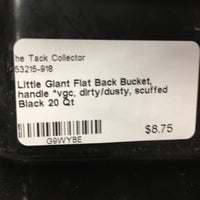 he Tack Collector
53215-918
Little Giant Flat Back Bucket,
handle *vgc, dirty/dusty, scuffed
Black 20 Qt
$8.75
G9WY8E